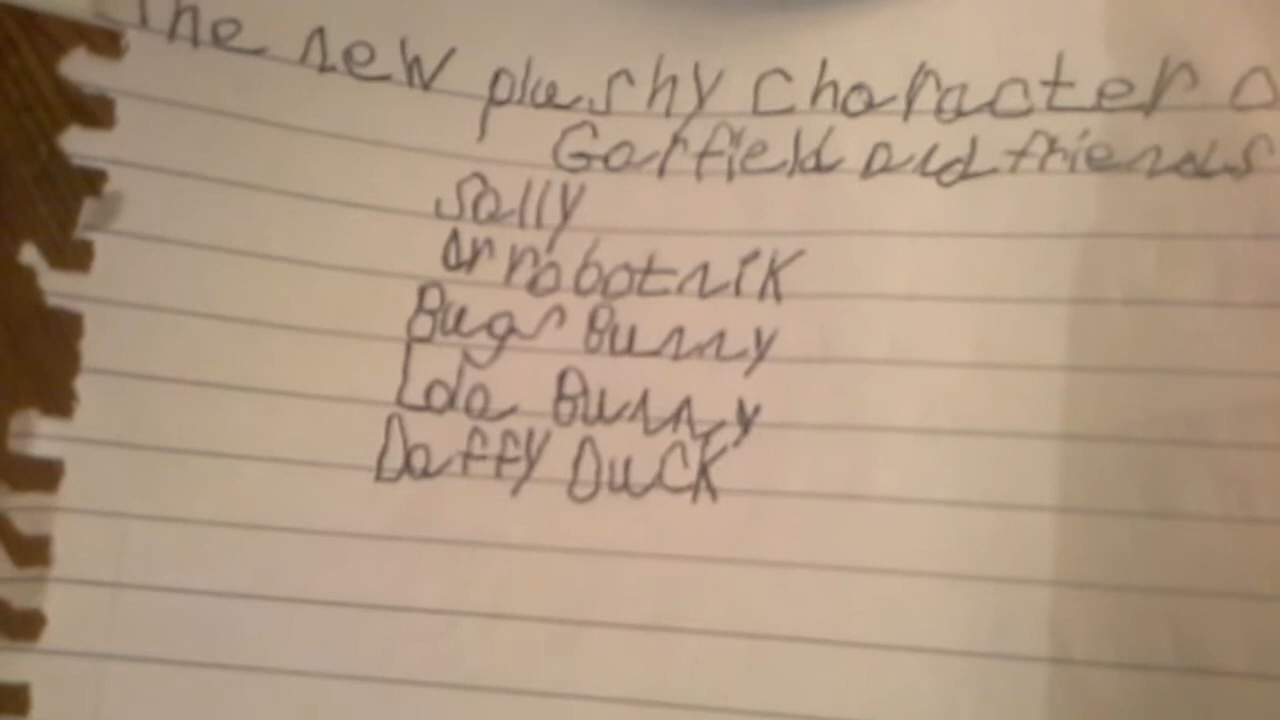 The new plushy character
Garfield and friends
Sally
dr robotnik
Bugs Bunny
Lola Bunny
Daffy Duck